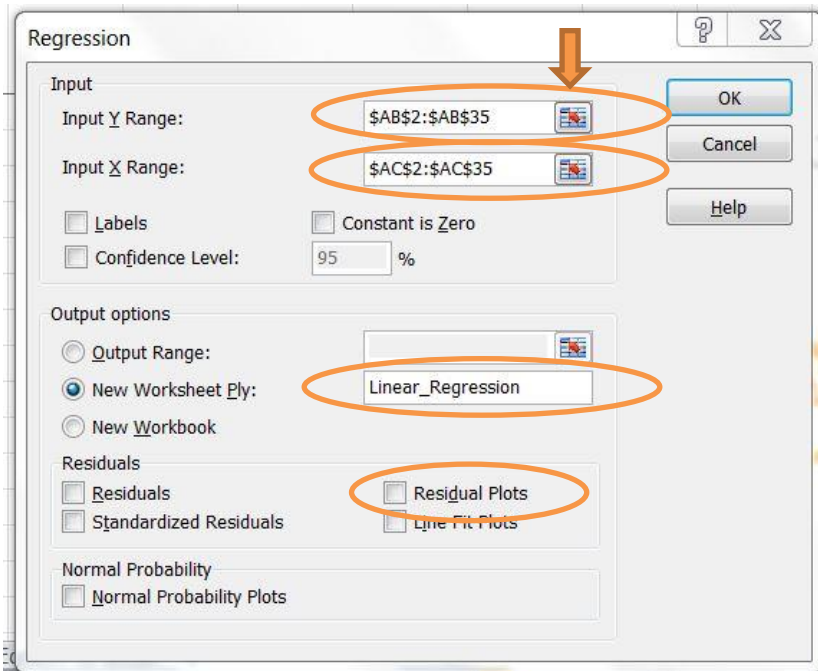 Regression
Input
OK
Input Y Range: $AB$2:$AB$35
Cancel
Input X Range: $AC$2:$AC$35
Help
Labels Constant is Zero
Confidence Level: 95 %
Output options
Output Range:
New Worksheet Ply: Linear_Regression
New Workbook
Residuals
Residuals Residual Plots
Standardized Residuals Line Fit Plots
Normal Probability
Normal Probability Plots